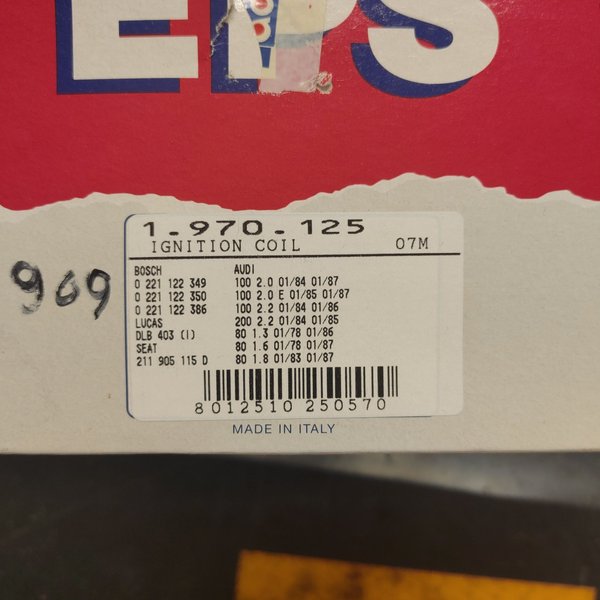 EPS
1.970.125
IGNITION COIL 07M
909
BOSCH AUDI
0 221 122 349 100 2.0 01/84 01/87
0 221 122 350 100 2.0 E 01/85 01/87
0 221 122 386 100 2.2 01/84 01/86
LUCAS 200 2.2 01/84 01/85
DLB 403 (I) 80 1.3 01/78 01/86
SEAT 80 1.6 01/78 01/87
211 905 115 D 80 1.8 01/83 01/87
8 012510 250570
MADE IN ITALY